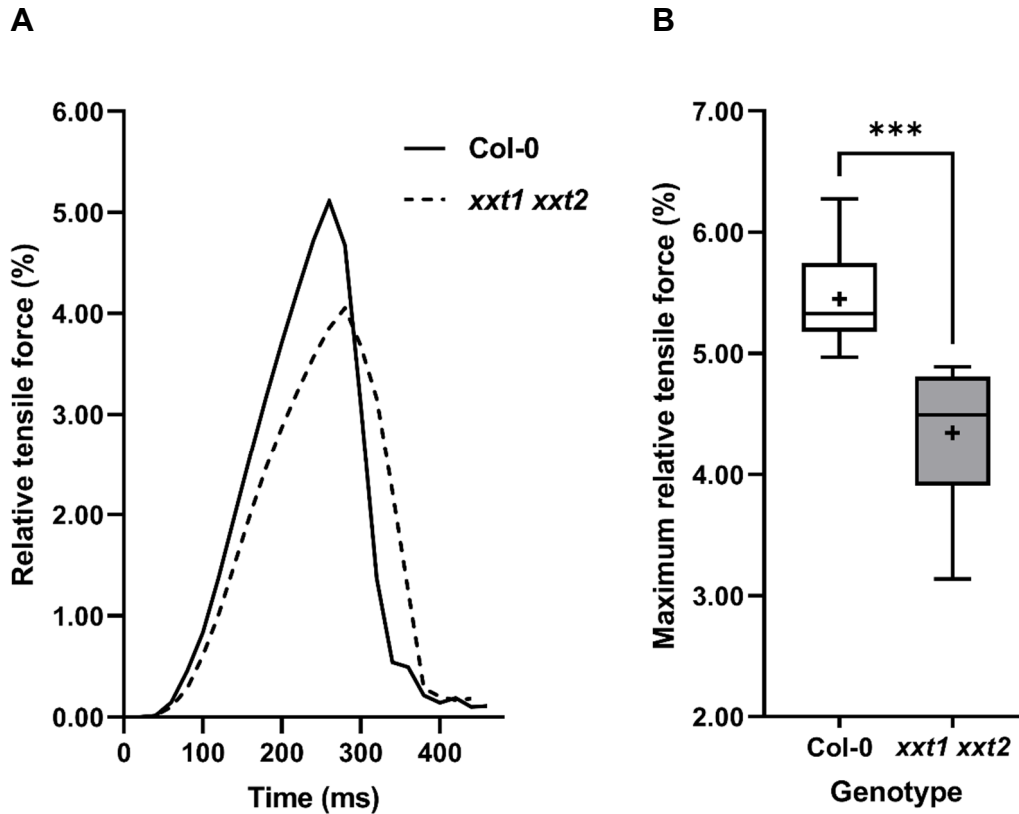 A
Relative tensile force (%)
6.00
5.00
4.00
3.00
2.00
1.00
0.00
0 100 200 300 400
Time (ms)
Col-0
xxt1 xxt2
B
Maximum relative tensile force (%)
7.00
6.00
5.00
4.00
3.00
2.00
***
Col-0 xxt1 xxt2
Genotype